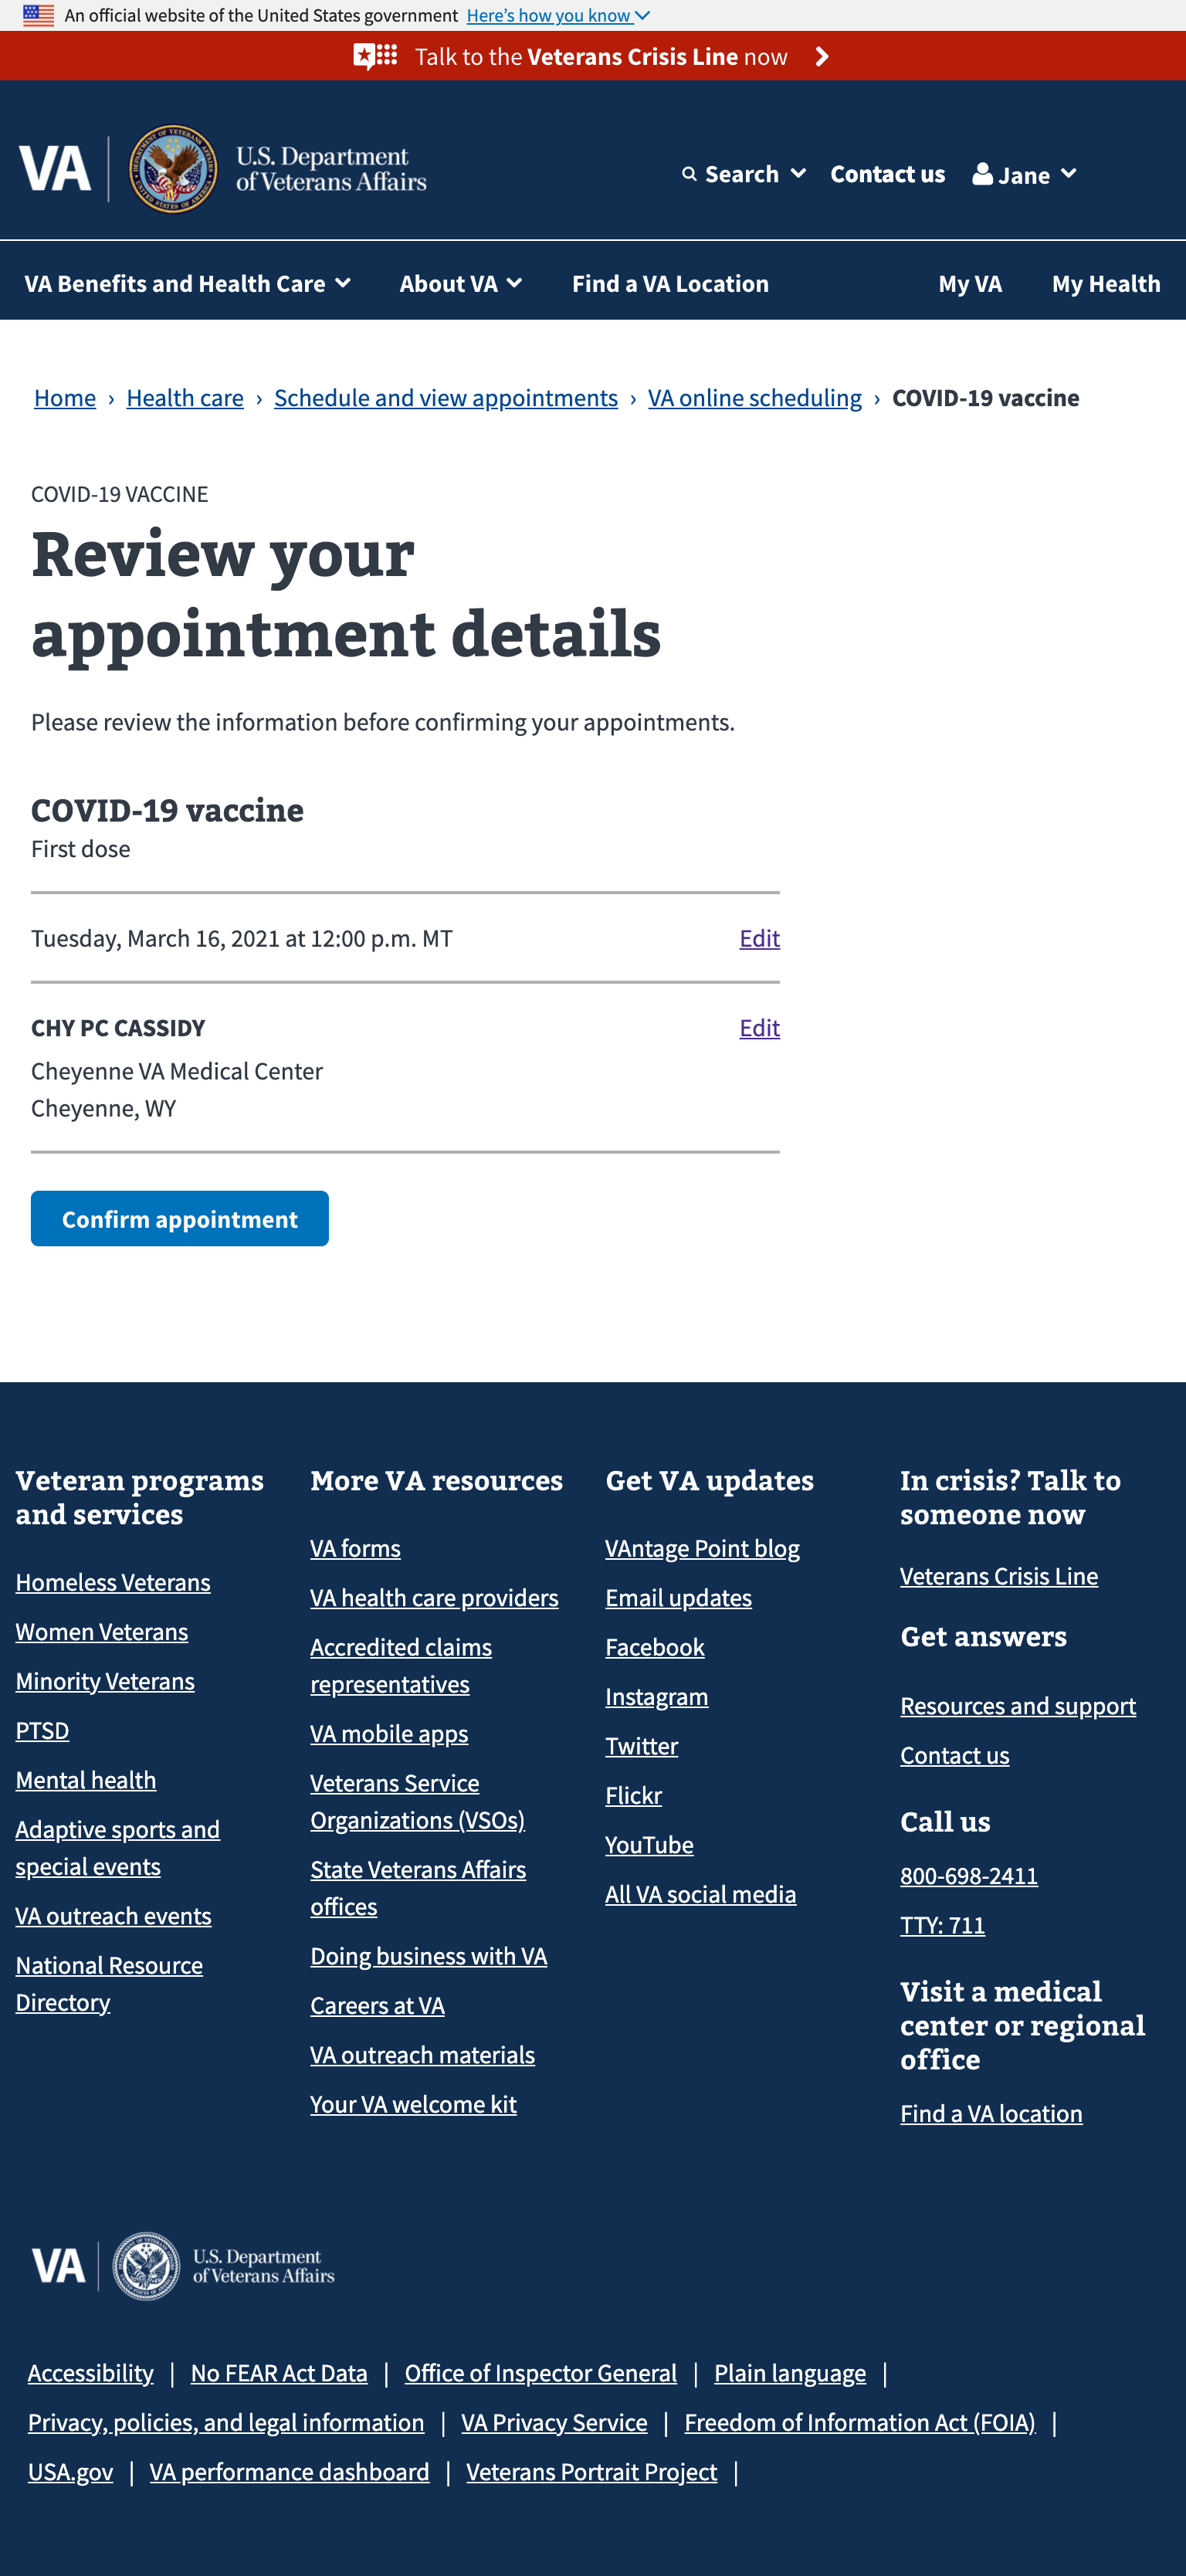 An official website of the United States government Here's how you know
Talk to the Veterans Crisis Line now
VA
U.S. Department
of Veterans Affairs
Search
Contact us
Jane
VA Benefits and Health Care
About VA
Find a VA Location
My VA
My Health
Home › Health care › Schedule and view appointments › VA online scheduling › COVID-19 vaccine
COVID-19 VACCINE
Review your
appointment details
Please review the information before confirming your appointments.
COVID-19 vaccine
First dose
Tuesday, March 16, 2021 at 12:00 p.m. MT
Edit
CHY PC CASSIDY
Edit
Cheyenne VA Medical Center
Cheyenne, WY
Confirm appointment
Veteran programs
and services
Homeless Veterans
Women Veterans
Minority Veterans
PTSD
Mental health
Adaptive sports and
special events
VA outreach events
National Resource
Directory
More VA resources
VA forms
VA health care providers
Accredited claims
representatives
VA mobile apps
Veterans Service
Organizations (VSOs)
State Veterans Affairs
offices
Doing business with VA
Careers at VA
VA outreach materials
Your VA welcome kit
Get VA updates
VAntage Point blog
Email updates
Facebook
Instagram
Twitter
Flickr
YouTube
All VA social media
In crisis? Talk to
someone now
Veterans Crisis Line
Get answers
Resources and support
Contact us
Call us
800-698-2411
TTY: 711
Visit a medical
center or regional
office
Find a VA location
VA
U.S. Department
of Veterans Affairs
Accessibility | No FEAR Act Data | Office of Inspector General | Plain language |
Privacy, policies, and legal information | VA Privacy Service | Freedom of Information Act (FOIA) |
USA.gov | VA performance dashboard | Veterans Portrait Project |